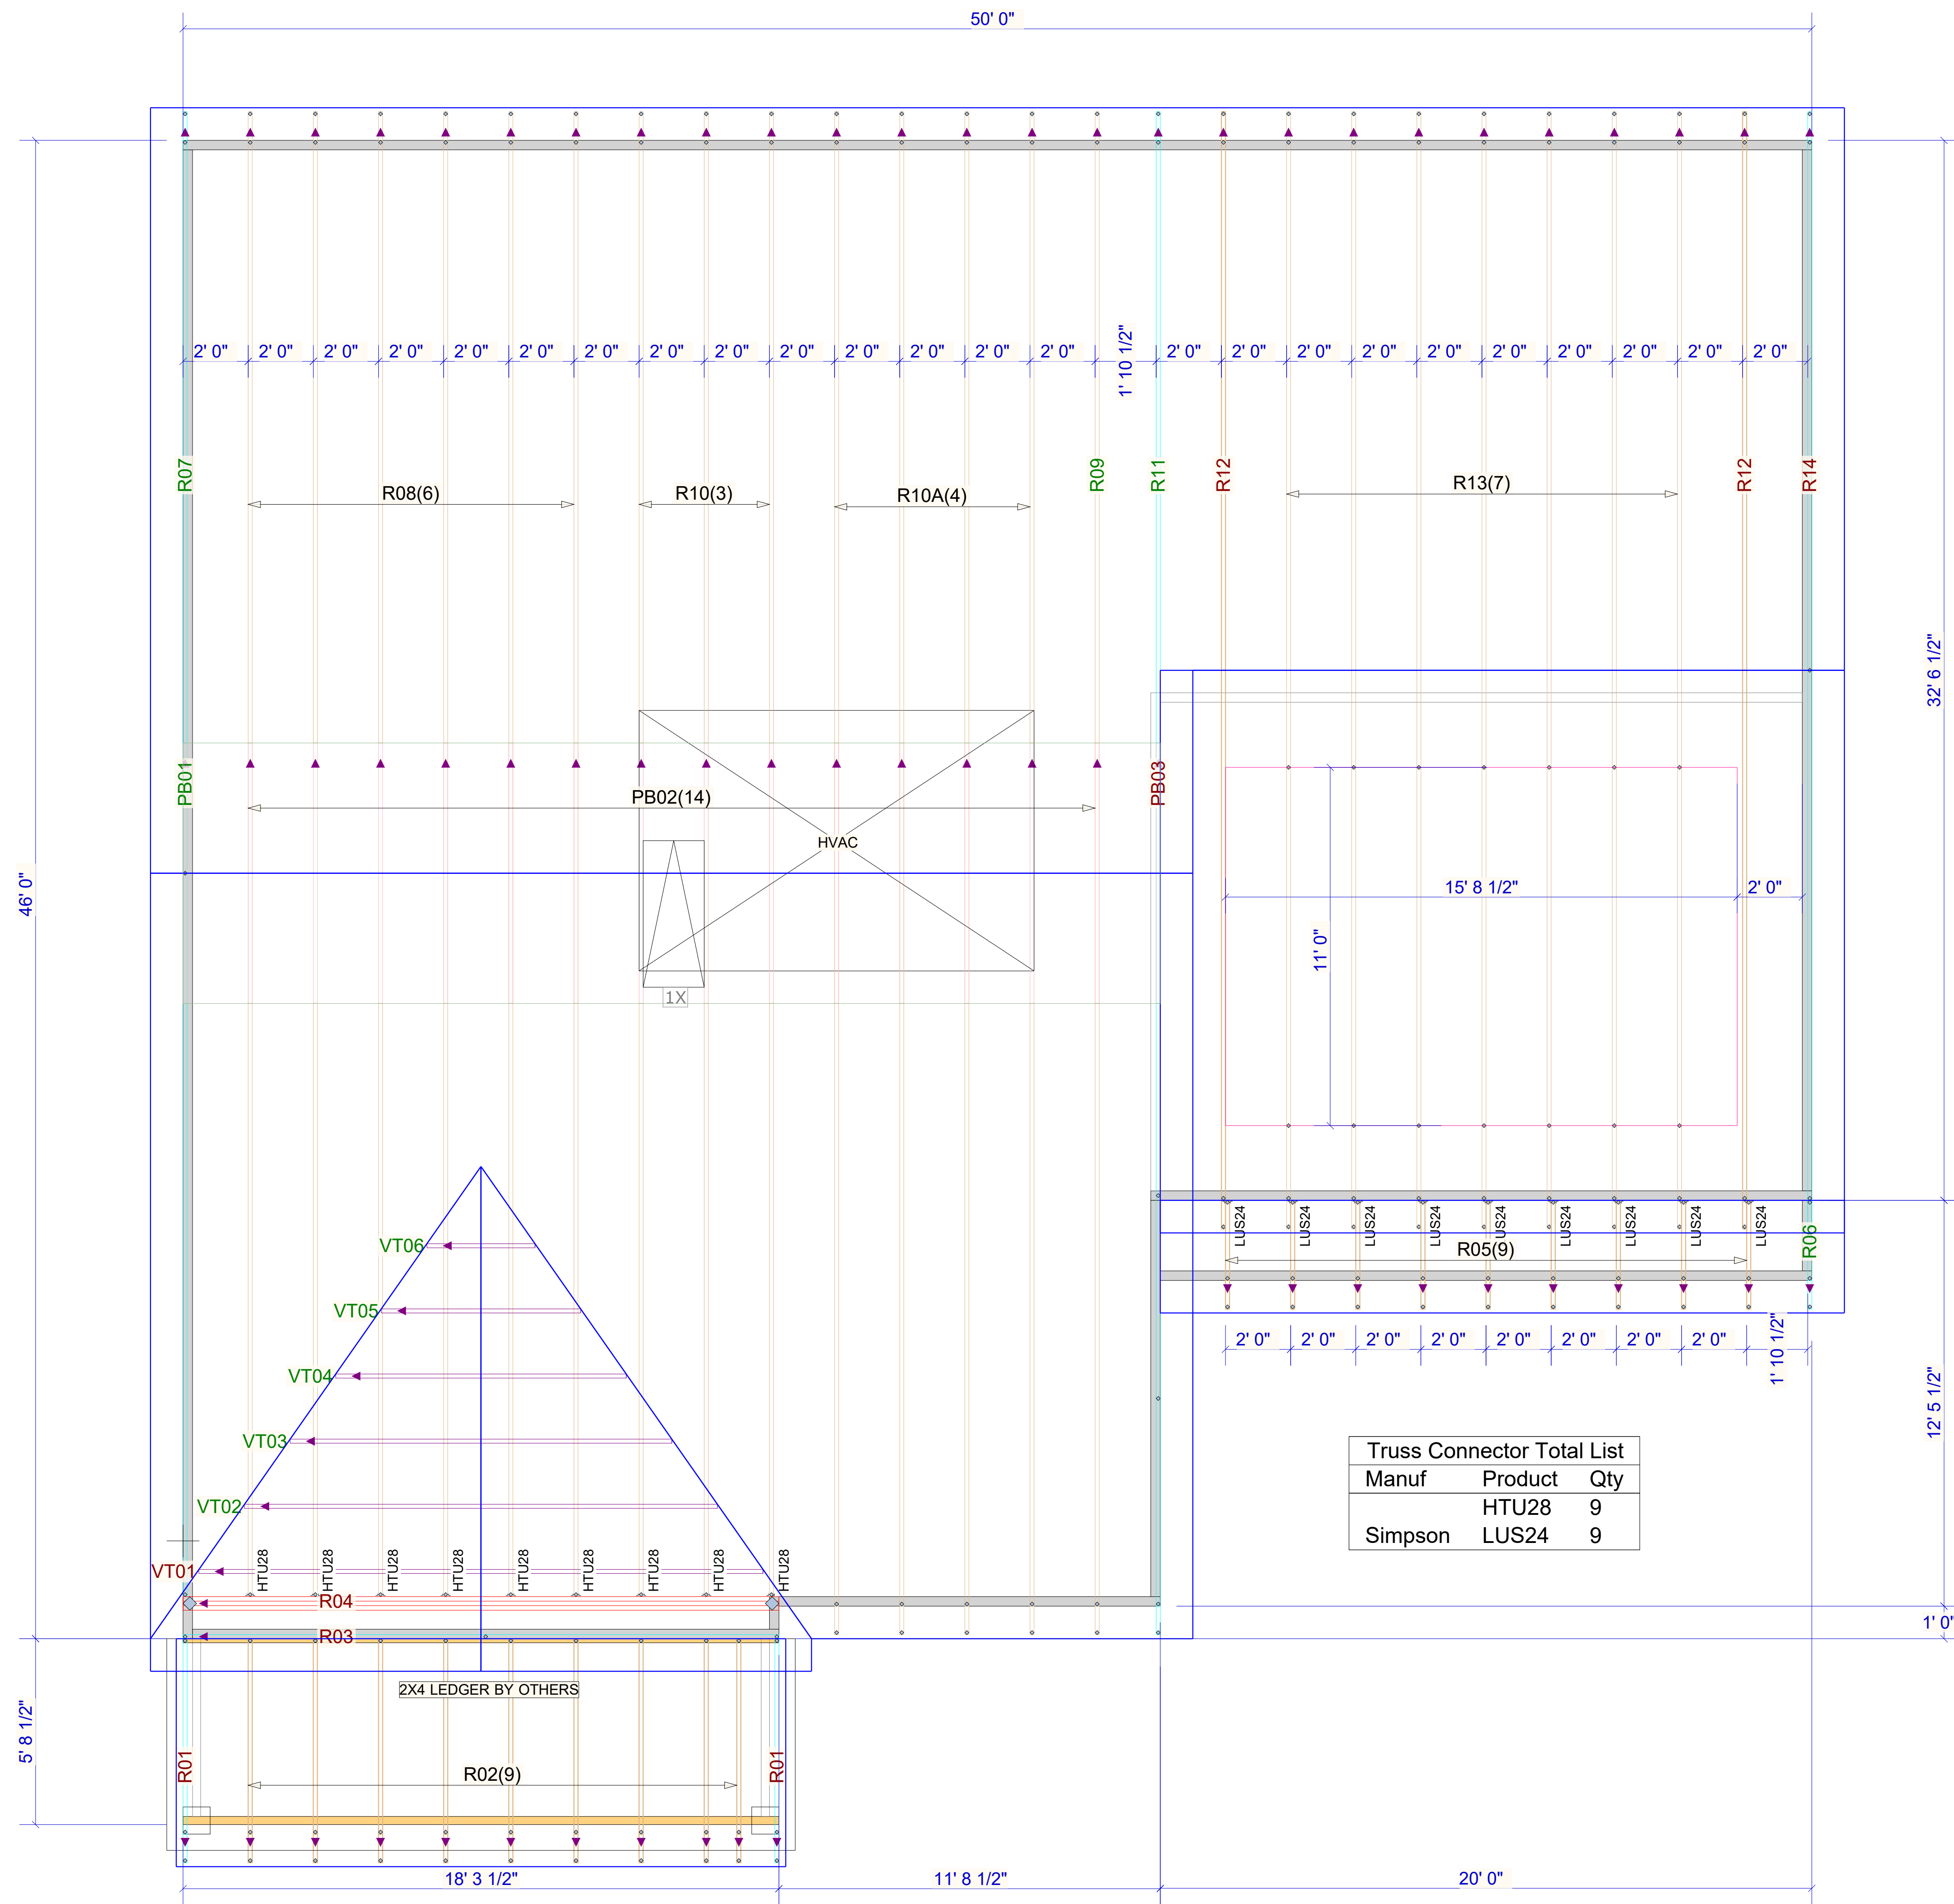 50' 0"
2' 0" 2' 0" 2' 0" 2' 0" 2' 0" 2' 0" 2' 0" 2' 0" 2' 0" 2' 0" 2' 0" 2' 0" 2' 0" 2' 0" 1' 10 1/2" 2' 0" 2' 0" 2' 0" 2' 0" 2' 0" 2' 0" 2' 0" 2' 0" 2' 0" 2' 0"
R07
R08(6)
R10(3)
R10A(4)
R09
R11
R12
R13(7)
R12
R14
32' 6 1/2"
46' 0"
PB01
PB02(14)
PB03
HVAC
1X
15' 8 1/2"
2' 0"
11' 0"
LUS24 LUS24 LUS24 LUS24 LUS24 LUS24 LUS24 LUS24 LUS24
R05(9)
R06
2' 0" 2' 0" 2' 0" 2' 0" 2' 0" 2' 0" 2' 0" 2' 0" 1' 10 1/2"
12' 5 1/2"
VT06
VT05
VT04
VT03
VT02
VT01
HTU28 HTU28 HTU28 HTU28 HTU28 HTU28 HTU28 HTU28 HTU28
Truss Connector Total List
Manuf Product Qty
HTU28 9
Simpson LUS24 9
R04
R03
1' 0"
2X4 LEDGER BY OTHERS
5' 8 1/2"
R01
R02(9)
R01
18' 3 1/2"
11' 8 1/2"
20' 0"